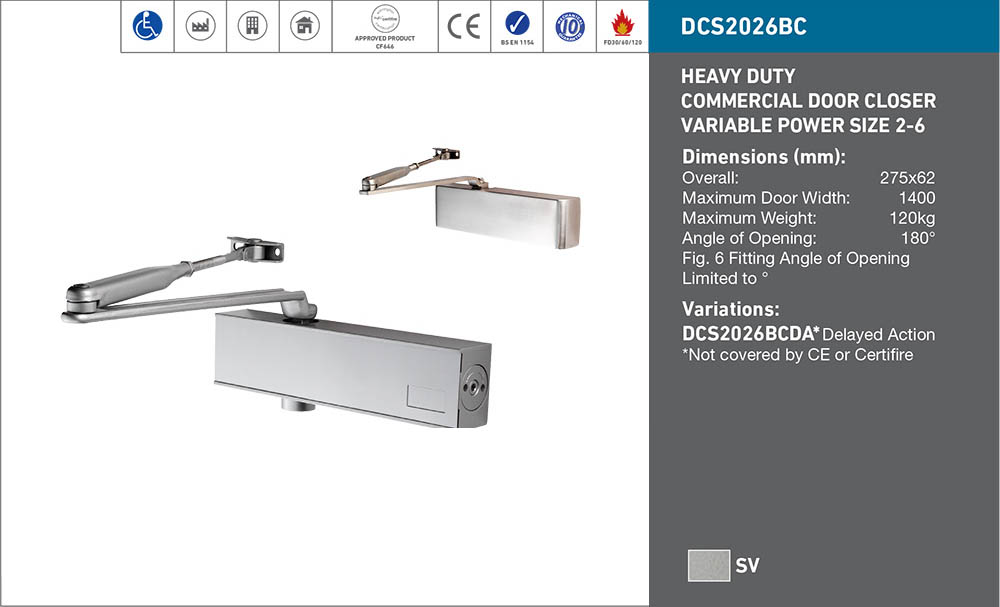 APPROVED PRODUCT
CF646
CE
BS EN 1154
MECHANICAL
10
GUARANTEE
FD30/60/120
DCS2026BC
HEAVY DUTY
COMMERCIAL DOOR CLOSER
VARIABLE POWER SIZE 2-6
Dimensions (mm):
Overall: 275x62
Maximum Door Width: 1400
Maximum Weight: 120kg
Angle of Opening: 180°
Fig. 6 Fitting Angle of Opening
Limited to °
Variations:
DCS2026BCDA* Delayed Action
*Not covered by CE or Certifire
SV